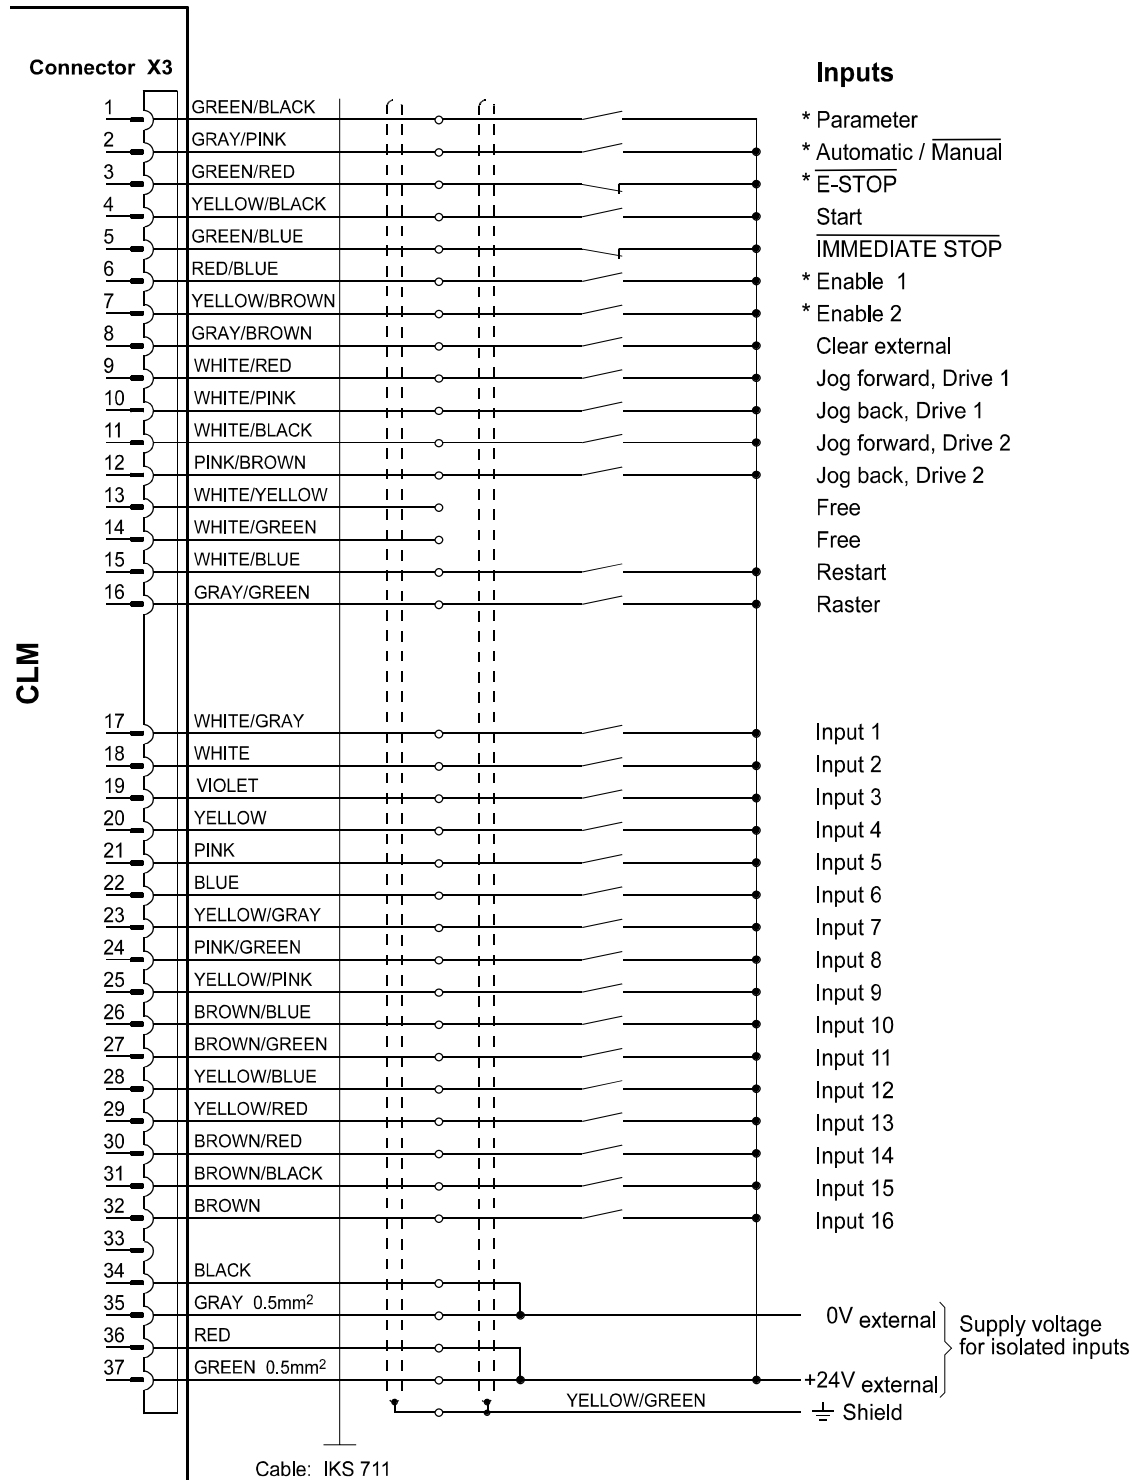 Connector X3
Inputs
1 GREEN/BLACK * Parameter
2 GRAY/PINK * Automatic / Manual
3 GREEN/RED * E-STOP
4 YELLOW/BLACK Start
5 GREEN/BLUE IMMEDIATE STOP
6 RED/BLUE * Enable 1
7 YELLOW/BROWN * Enable 2
8 GRAY/BROWN Clear external
9 WHITE/RED Jog forward, Drive 1
10 WHITE/PINK Jog back, Drive 1
11 WHITE/BLACK Jog forward, Drive 2
12 PINK/BROWN Jog back, Drive 2
13 WHITE/YELLOW Free
14 WHITE/GREEN Free
15 WHITE/BLUE Restart
16 GRAY/GREEN Raster
CLM
17 WHITE/GRAY Input 1
18 WHITE Input 2
19 VIOLET Input 3
20 YELLOW Input 4
21 PINK Input 5
22 BLUE Input 6
23 YELLOW/GRAY Input 7
24 PINK/GREEN Input 8
25 YELLOW/PINK Input 9
26 BROWN/BLUE Input 10
27 BROWN/GREEN Input 11
28 YELLOW/BLUE Input 12
29 YELLOW/RED Input 13
30 BROWN/RED Input 14
31 BROWN/BLACK Input 15
32 BROWN Input 16
33
34 BLACK
35 GRAY 0.5mm² 0V external
36 RED
Supply voltage
for isolated inputs
37 GREEN 0.5mm² +24V external
YELLOW/GREEN Shield
Cable: IKS 711